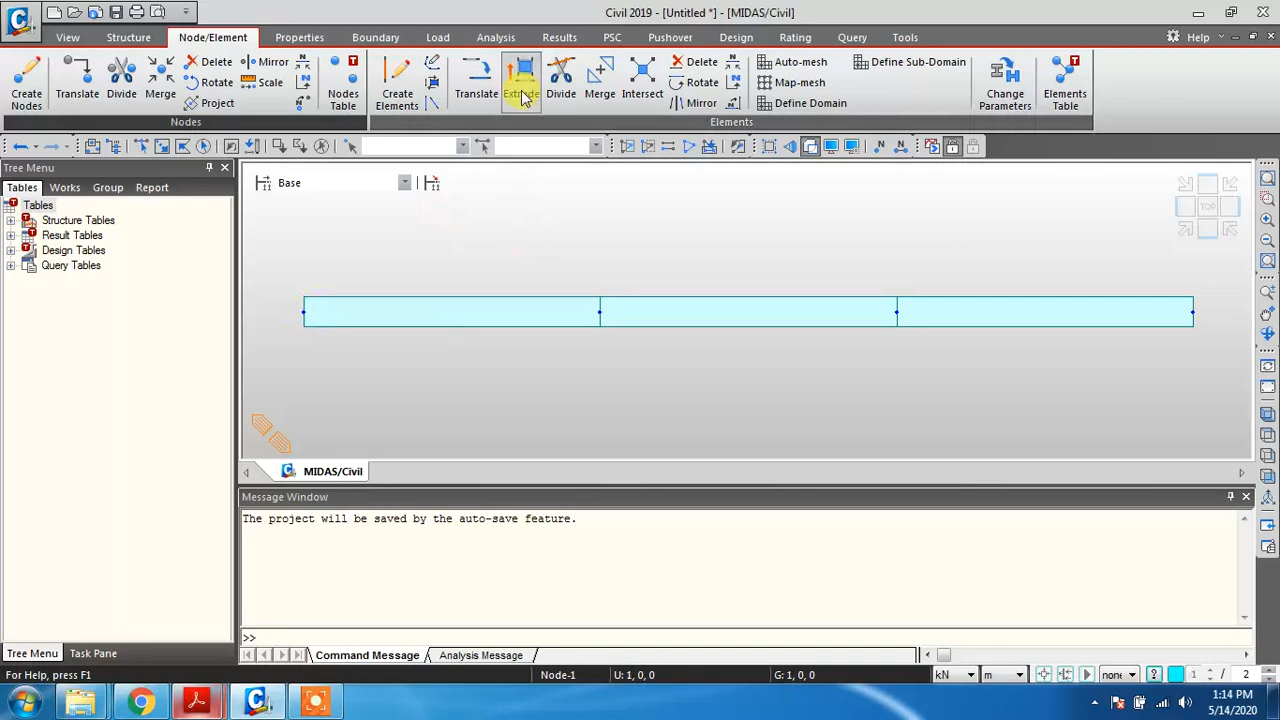 Civil 2019 - [Untitled *] - [MIDAS/Civil]
View Structure Node/Element Properties Boundary Load Analysis Results PSC Pushover Design Rating Query Tools Help
Delete Mirror Delete Auto-mesh Define Sub-Domain
Rotate Scale Rotate Map-mesh
Create Nodes Translate Divide Merge Project Nodes Table Create Elements Translate Extrude Divide Merge Intersect Mirror Define Domain Change Parameters Elements Table
Nodes Elements
Tree Menu
Tables Works Group Report
Base
TOP
Tables
Structure Tables
Result Tables
Design Tables
Query Tables
MIDAS/Civil
Message Window
The project will be saved by the auto-save feature.
>>
Tree Menu Task Pane Command Message Analysis Message
For Help, press F1 Node-1 U: 1, 0, 0 G: 1, 0, 0 kN m none ? 1 / 2
1:14 PM
5/14/2020